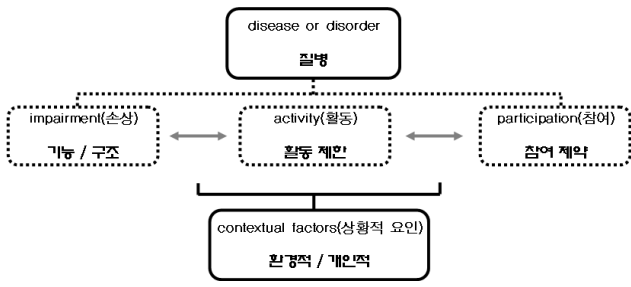 disease or disorder
질병
impairment(손상)
기능 / 구조
activity(활동)
활동 제한
participation(참여)
참여 제약
contextual factors(상황적 요인)
환경적 / 개인적